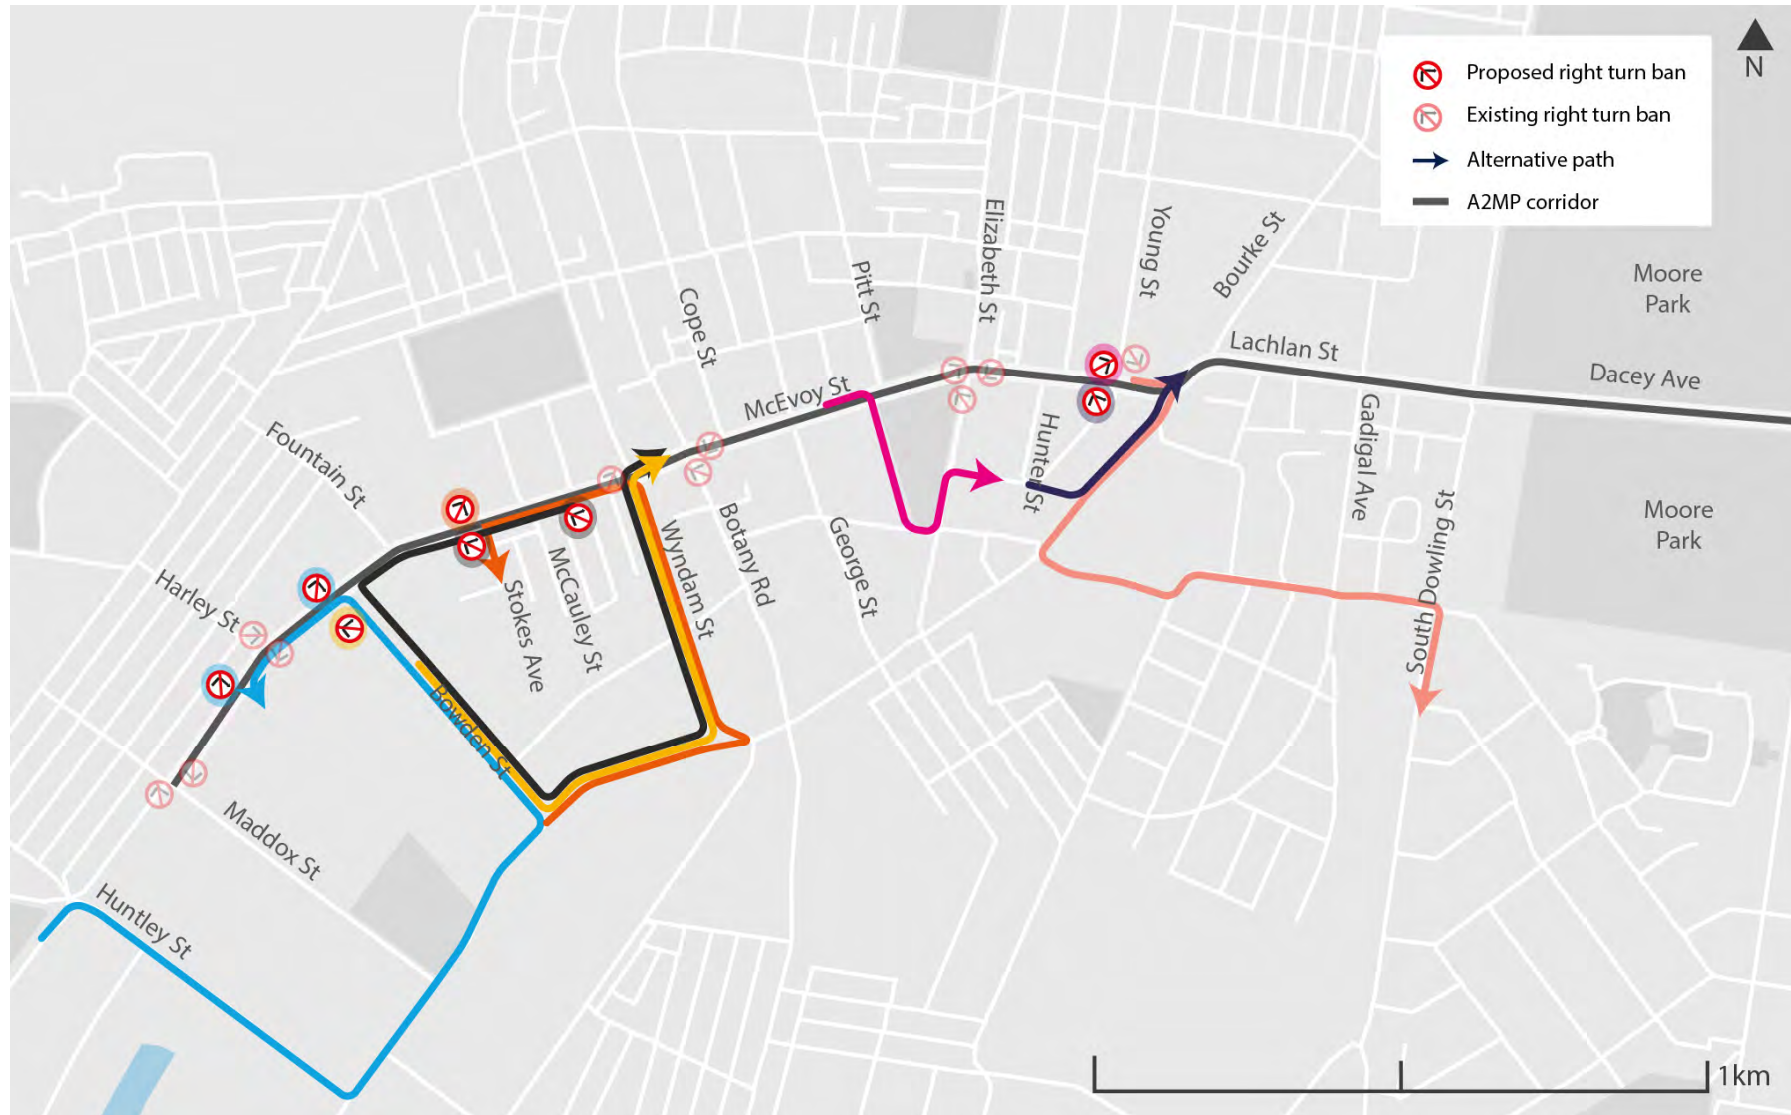 N
Proposed right turn ban
Existing right turn ban
Alternative path
A2MP corridor
Moore
Park
Elizabeth St
Young St
Bourke St
Pitt St
Cope St
Lachlan St
Dacey Ave
McEvoy St
Fountain St
Hunter St
Gadigal Ave
South Dowling St
Moore
Park
Harley St
Stokes Ave
McCauley St
Wyndam St
Botany Rd
George St
Bowden St
Maddox St
Huntley St
1km